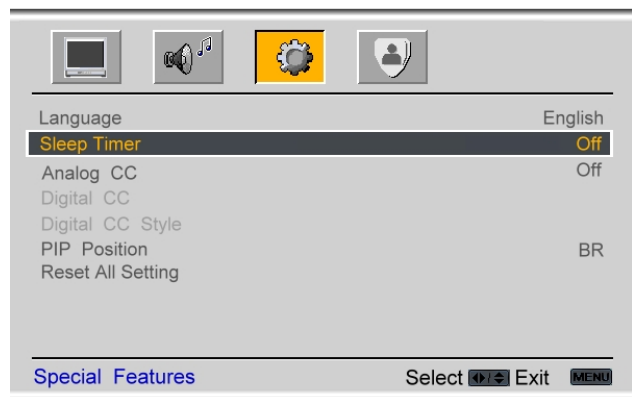 Language English
Sleep Timer Off
Analog CC Off
Digital CC
Digital CC Style
PIP Position BR
Reset All Setting
Special Features Select Exit MENU